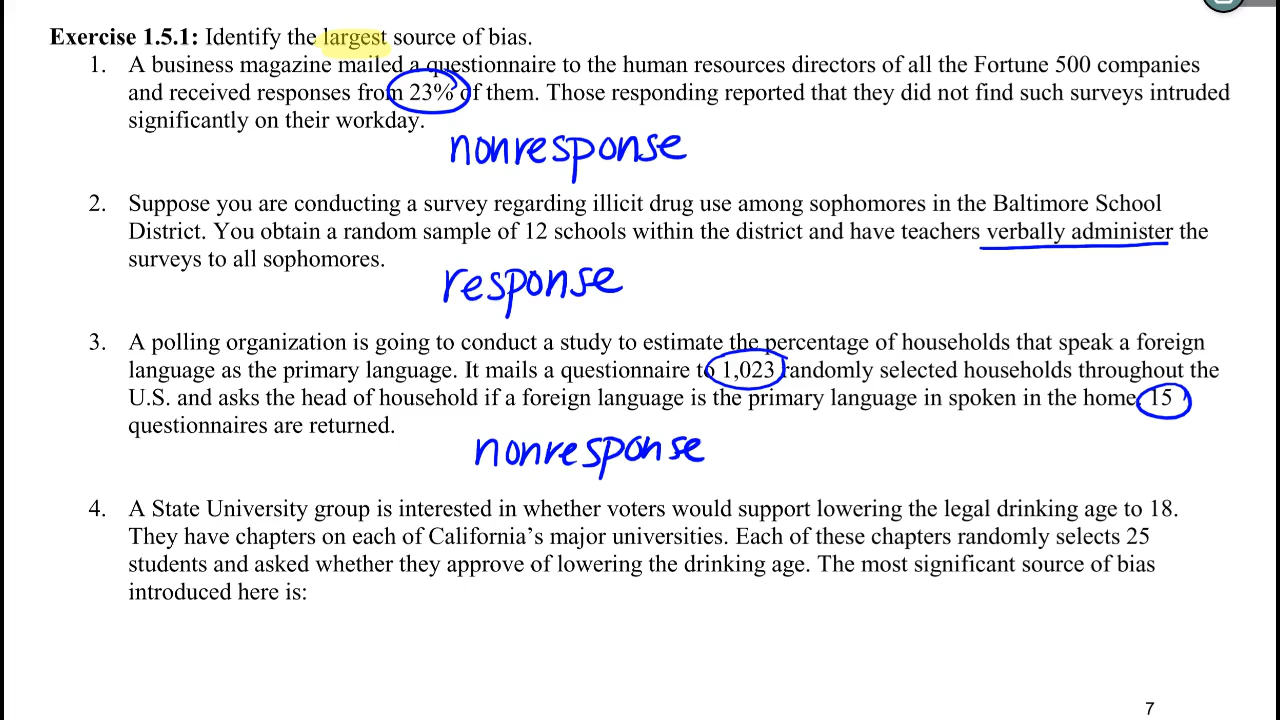 Exercise 1.5.1: Identify the largest source of bias.
1. A business magazine mailed a questionnaire to the human resources directors of all the Fortune 500 companies
and received responses from 23% of them. Those responding reported that they did not find such surveys intruded
significantly on their workday.
nonresponse
2. Suppose you are conducting a survey regarding illicit drug use among sophomores in the Baltimore School
District. You obtain a random sample of 12 schools within the district and have teachers verbally administer the
surveys to all sophomores.
response
3. A polling organization is going to conduct a study to estimate the percentage of households that speak a foreign
language as the primary language. It mails a questionnaire to 1,023 randomly selected households throughout the
U.S. and asks the head of household if a foreign language is the primary language in spoken in the home. 15
questionnaires are returned.
nonresponse
4. A State University group is interested in whether voters would support lowering the legal drinking age to 18.
They have chapters on each of California's major universities. Each of these chapters randomly selects 25
students and asked whether they approve of lowering the drinking age. The most significant source of bias
introduced here is:
7